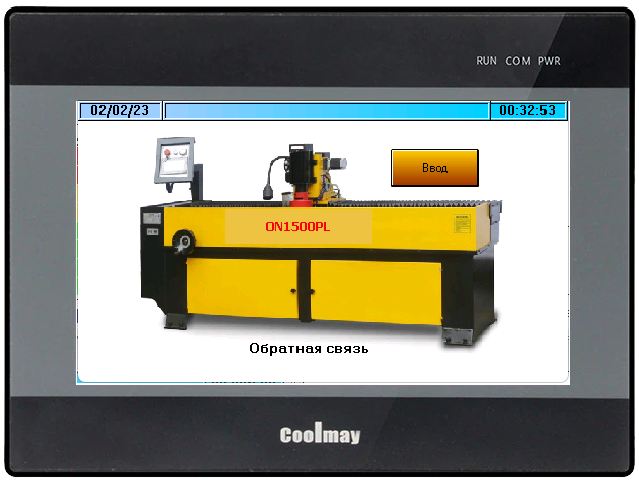 RUN COM PWR
02/02/23 00:32:53
Ввод
ON1500PL
Обратная связь
Coolmay